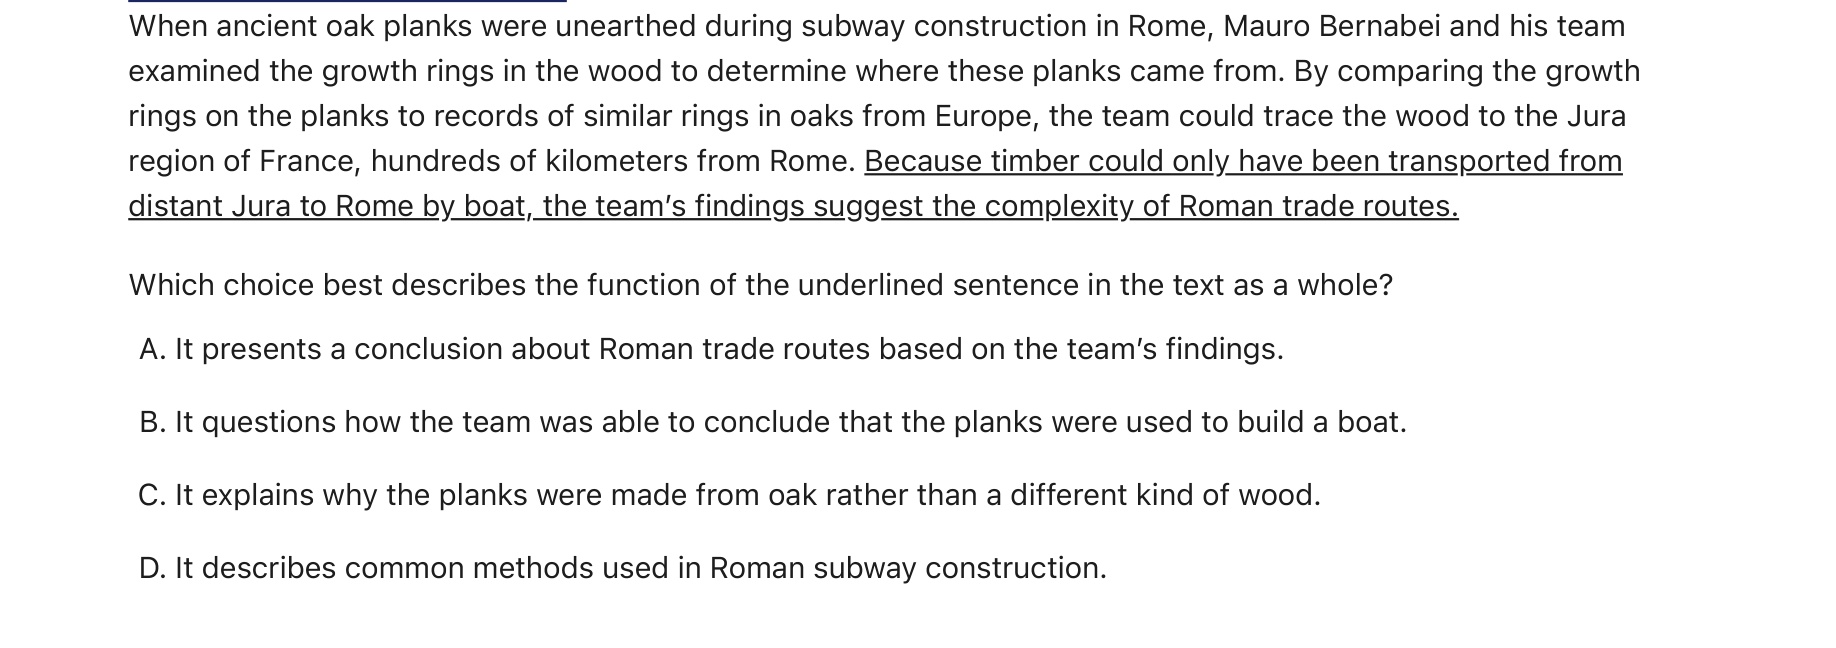 When ancient oak planks were unearthed during subway construction in Rome, Mauro Bernabei and his team
examined the growth rings in the wood to determine where these planks came from. By comparing the growth
rings on the planks to records of similar rings in oaks from Europe, the team could trace the wood to the Jura
region of France, hundreds of kilometers from Rome. Because timber could only have been transported from
distant Jura to Rome by boat, the team’s findings suggest the complexity of Roman trade routes.
Which choice best describes the function of the underlined sentence in the text as a whole?
A. It presents a conclusion about Roman trade routes based on the team’s findings.
B. It questions how the team was able to conclude that the planks were used to build a boat.
C. It explains why the planks were made from oak rather than a different kind of wood.
D. It describes common methods used in Roman subway construction.